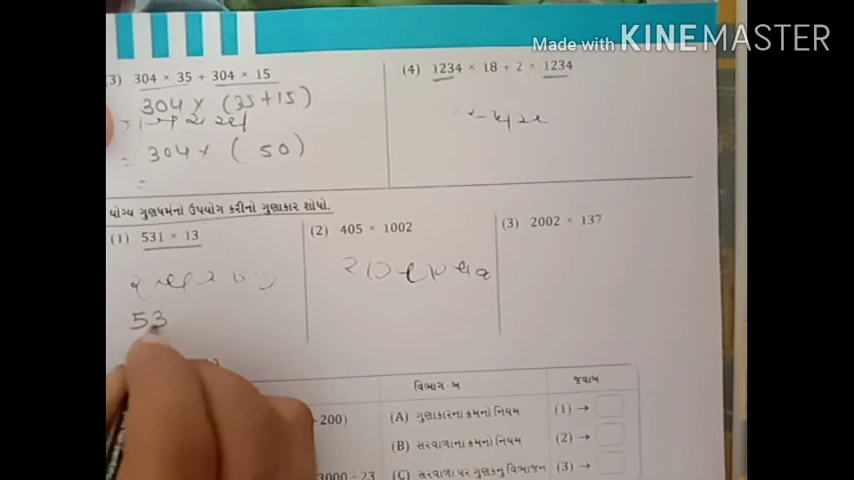 Made with KINEMASTER
3) 304 × 35 + 304 × 15
(4) 1234 × 18 + 2 × 1234
304 × (35+15)
= 304 × ( 50 )
=
યોગ્ય ગુણધર્મનો ઉપયોગ કરીનો ગુણાકાર શોધો.
(1) 531 × 13
(2) 405 × 1002
(3) 2002 × 137
53
વિભાગ-બ
જવાબ
200)
(A) ગુણાકારના ક્રમનો નિયમ
(1) →
(B) સરવાળાના ક્રમનો નિયમ
(2) →
3000 ÷ 23
(C) સરવાળા પર ગુણકનુ વિભાજન
(3) →